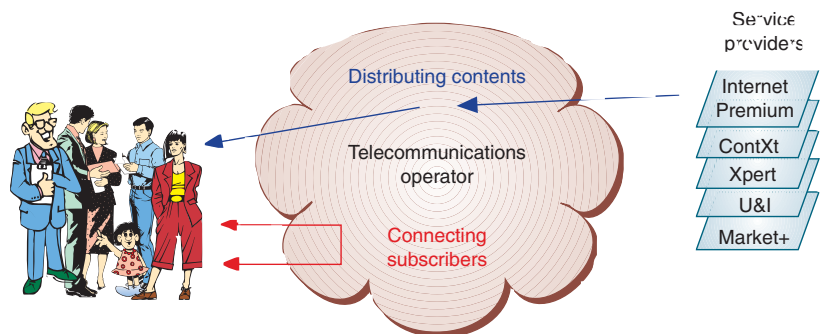 Service
providers
Distributing contents
Internet
Premium
Telecommunications
operator
ContXt
Xpert
U&I
Connecting
subscribers
Market+